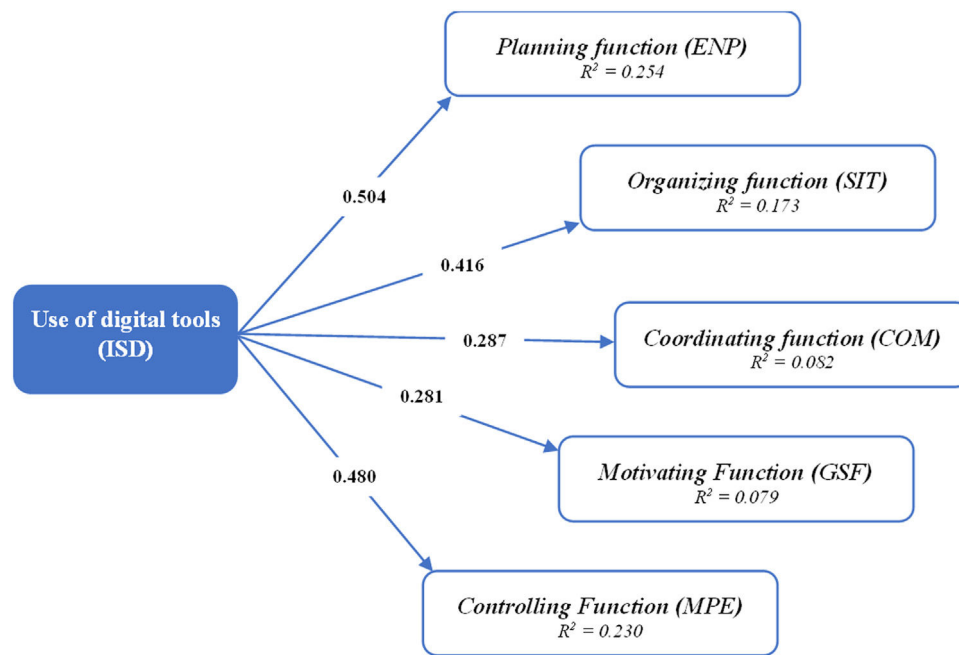 Planning function (ENP)
R² = 0.254
0.504
Organizing function (SIT)
R² = 0.173
0.416
Use of digital tools
(ISD)
0.287
Coordinating function (COM)
R² = 0.082
0.281
Motivating Function (GSF)
R² = 0.079
0.480
Controlling Function (MPE)
R² = 0.230